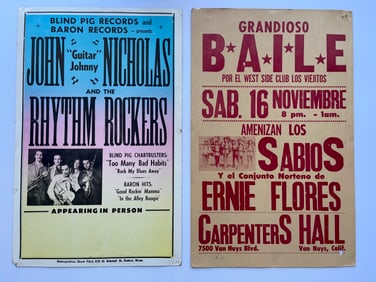 BLIND PIG RECORDS and
BARON RECORDS - presents
JOHN "Guitar" Johnny NICHOLAS
AND THE
RHYTHM ROCKERS
BLIND PIG CHARTBUSTERS:
"Too Many Bad Habits"
"Rock My Blues Away"
BARON HITS:
"Good Rockin' Mamma"
"In the Alley Boogie"
APPEARING IN PERSON
GRANDIOSO
B★A★I★L★E
POR EL WEST SIDE CLUB LOS VIEJITOS
SAB. 16 NOVIEMBRE
8 pm. - 1am.
AMENIZAN LOS
SABIOS
Y el Conjunto Norteno de
ERNIE FLORES
CARPENTERS HALL
7500 Van Nuys Blvd. Van Nuys, Calif.